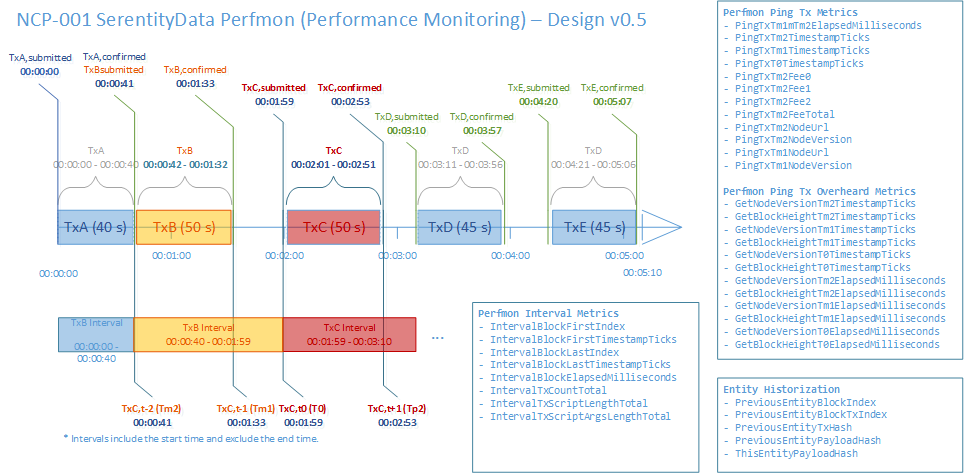 NCP-001 SerentityData Perfmon (Performance Monitoring) – Design v0.5
TxA,submitted
00:00:00
TxA,confirmed
TxBsubmitted
00:00:41
TxB,confirmed
00:01:33
TxC,submitted
00:01:59
TxC,confirmed
00:02:53
TxD,submitted
00:03:10
TxD,confirmed
00:03:57
TxE,submitted
00:04:20
TxE,confirmed
00:05:07
TxA
00:00:00 - 00:00:40
TxB
00:00:42 - 00:01:32
TxC
00:02:01 - 00:02:51
TxD
00:03:11 - 00:03:56
TxD
00:04:21 - 00:05:06
TxA (40 s)
TxB (50 s)
TxC (50 s)
TxD (45 s)
TxE (45 s)
00:00:00
00:01:00
00:02:00
00:03:00
00:04:00
00:05:00
00:05:10
TxB Interval
00:00:00 -
00:00:40
TxB Interval
00:00:40 - 00:01:59
TxC Interval
00:01:59 - 00:03:10
...
TxC,t-2 (Tm2)
00:00:41
TxC,t-1 (Tm1)
00:01:33
TxC,t0 (T0)
00:01:59
TxC,t+1 (Tp2)
00:02:53
* Intervals include the start time and exclude the end time.
Perfmon Interval Metrics
- IntervalBlockFirstIndex
- IntervalBlockFirstTimestampTicks
- IntervalBlockLastIndex
- IntervalBlockLastTimestampTicks
- IntervalBlockElapsedMilliseconds
- IntervalTxCountTotal
- IntervalTxScriptLengthTotal
- IntervalTxScriptArgsLengthTotal
Perfmon Ping Tx Metrics
- PingTxTm1mTm2ElapsedMilliseconds
- PingTxTm2TimestampTicks
- PingTxTm1TimestampTicks
- PingTxT0TimestampTicks
- PingTxTm2Fee0
- PingTxTm2Fee1
- PingTxTm2Fee2
- PingTxTm2FeeTotal
- PingTxTm2NodeUrl
- PingTxTm2NodeVersion
- PingTxTm1NodeUrl
- PingTxTm1NodeVersion
Perfmon Ping Tx Overheard Metrics
- GetNodeVersionTm2TimestampTicks
- GetBlockHeightTm2TimestampTicks
- GetNodeVersionTm1TimestampTicks
- GetBlockHeightTm1TimestampTicks
- GetNodeVersionT0TimestampTicks
- GetBlockHeightT0TimestampTicks
- GetNodeVersionTm2ElapsedMilliseconds
- GetBlockHeightTm2ElapsedMilliseconds
- GetNodeVersionTm1ElapsedMilliseconds
- GetBlockHeightTm1ElapsedMilliseconds
- GetNodeVersionT0ElapsedMilliseconds
- GetBlockHeightT0ElapsedMilliseconds
Entity Historization
- PreviousEntityBlockIndex
- PreviousEntityBlockTxIndex
- PreviousEntityTxHash
- PreviousEntityPayloadHash
- ThisEntityPayloadHash